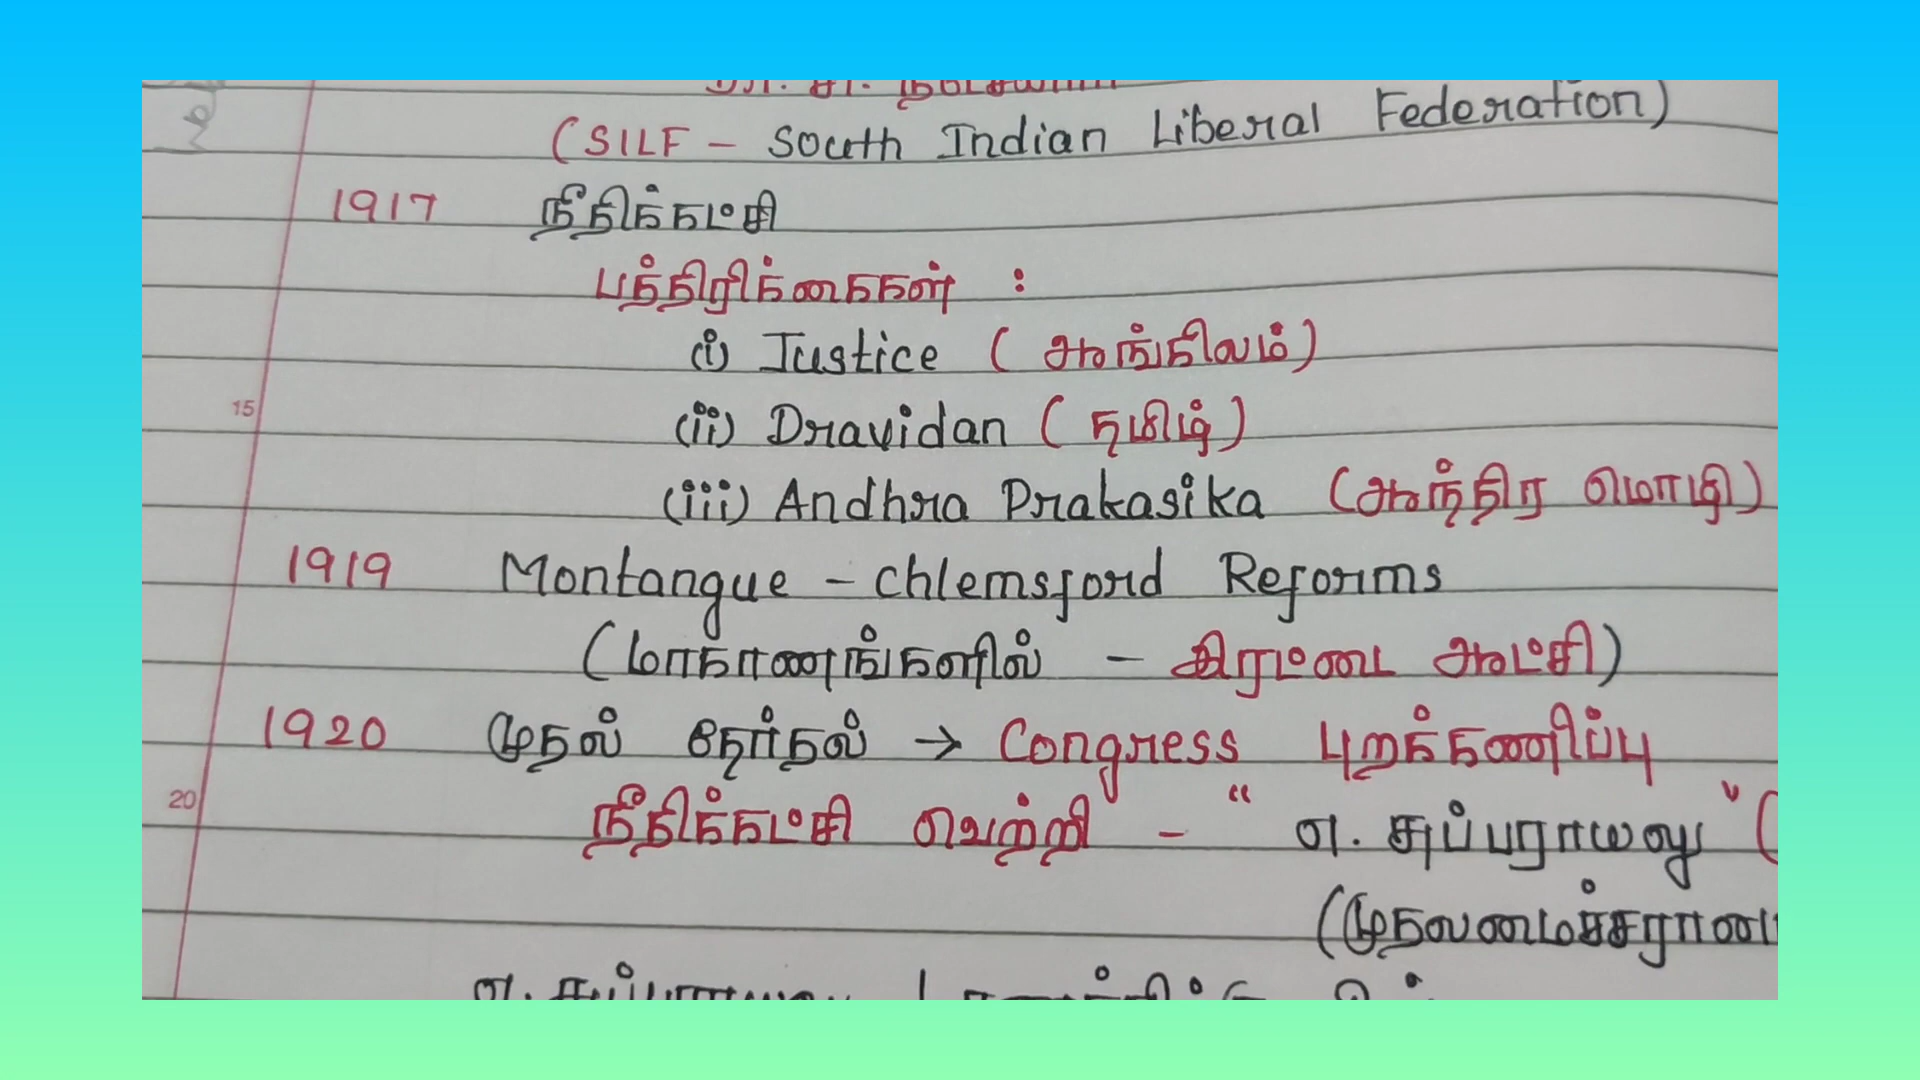 (SILF - South Indian Liberal Federation)
1917 நீதிக்கட்சி
பத்திரிக்கைகள் :
(i) Justice ( ஆங்கிலம் )
15 (ii) Dravidan ( தமிழ் )
(iii) Andhra Prakasika (ஆந்திர மொழி)
1919 Montangue - Chlemsford Reforms
(மாகாணங்களில் - இரட்டை ஆட்சி)
1920 முதல் தேர்தல் → Congress புறக்கணிப்பு
20 நீதிக்கட்சி வெற்றி - " எ. சுப்பராயலு " (
(முதலமைச்சரான
எ. சுப்பராயலு